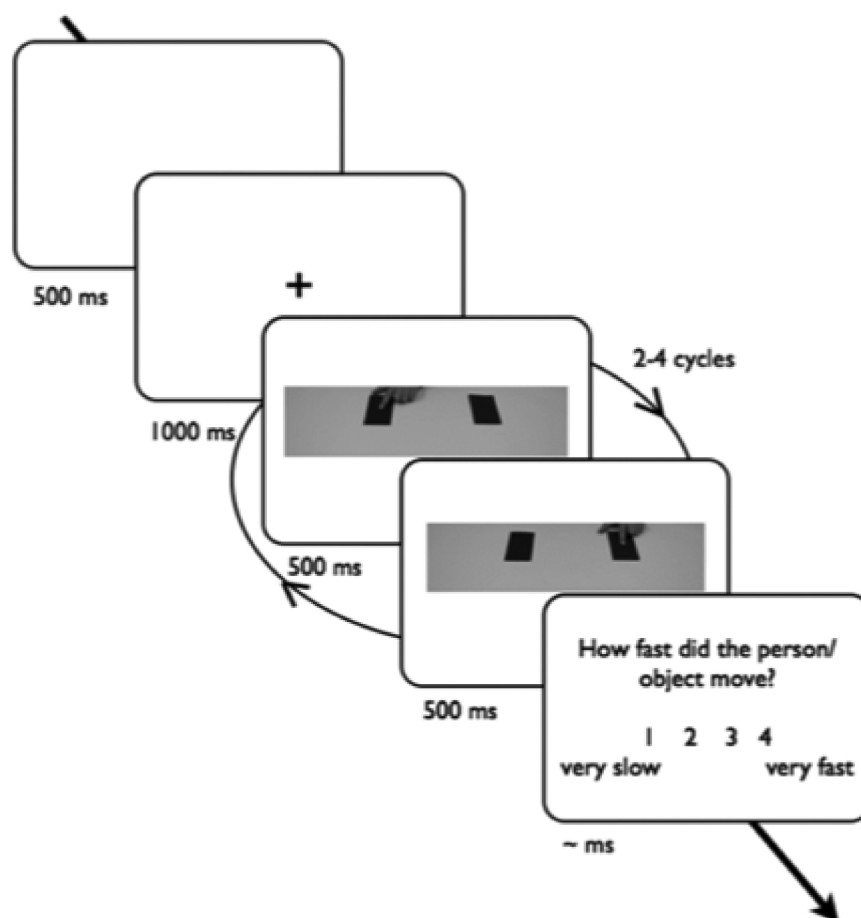 500 ms
+
1000 ms
2-4 cycles
500 ms
500 ms
How fast did the person/
object move?
1 2 3 4
very slow very fast
~ ms